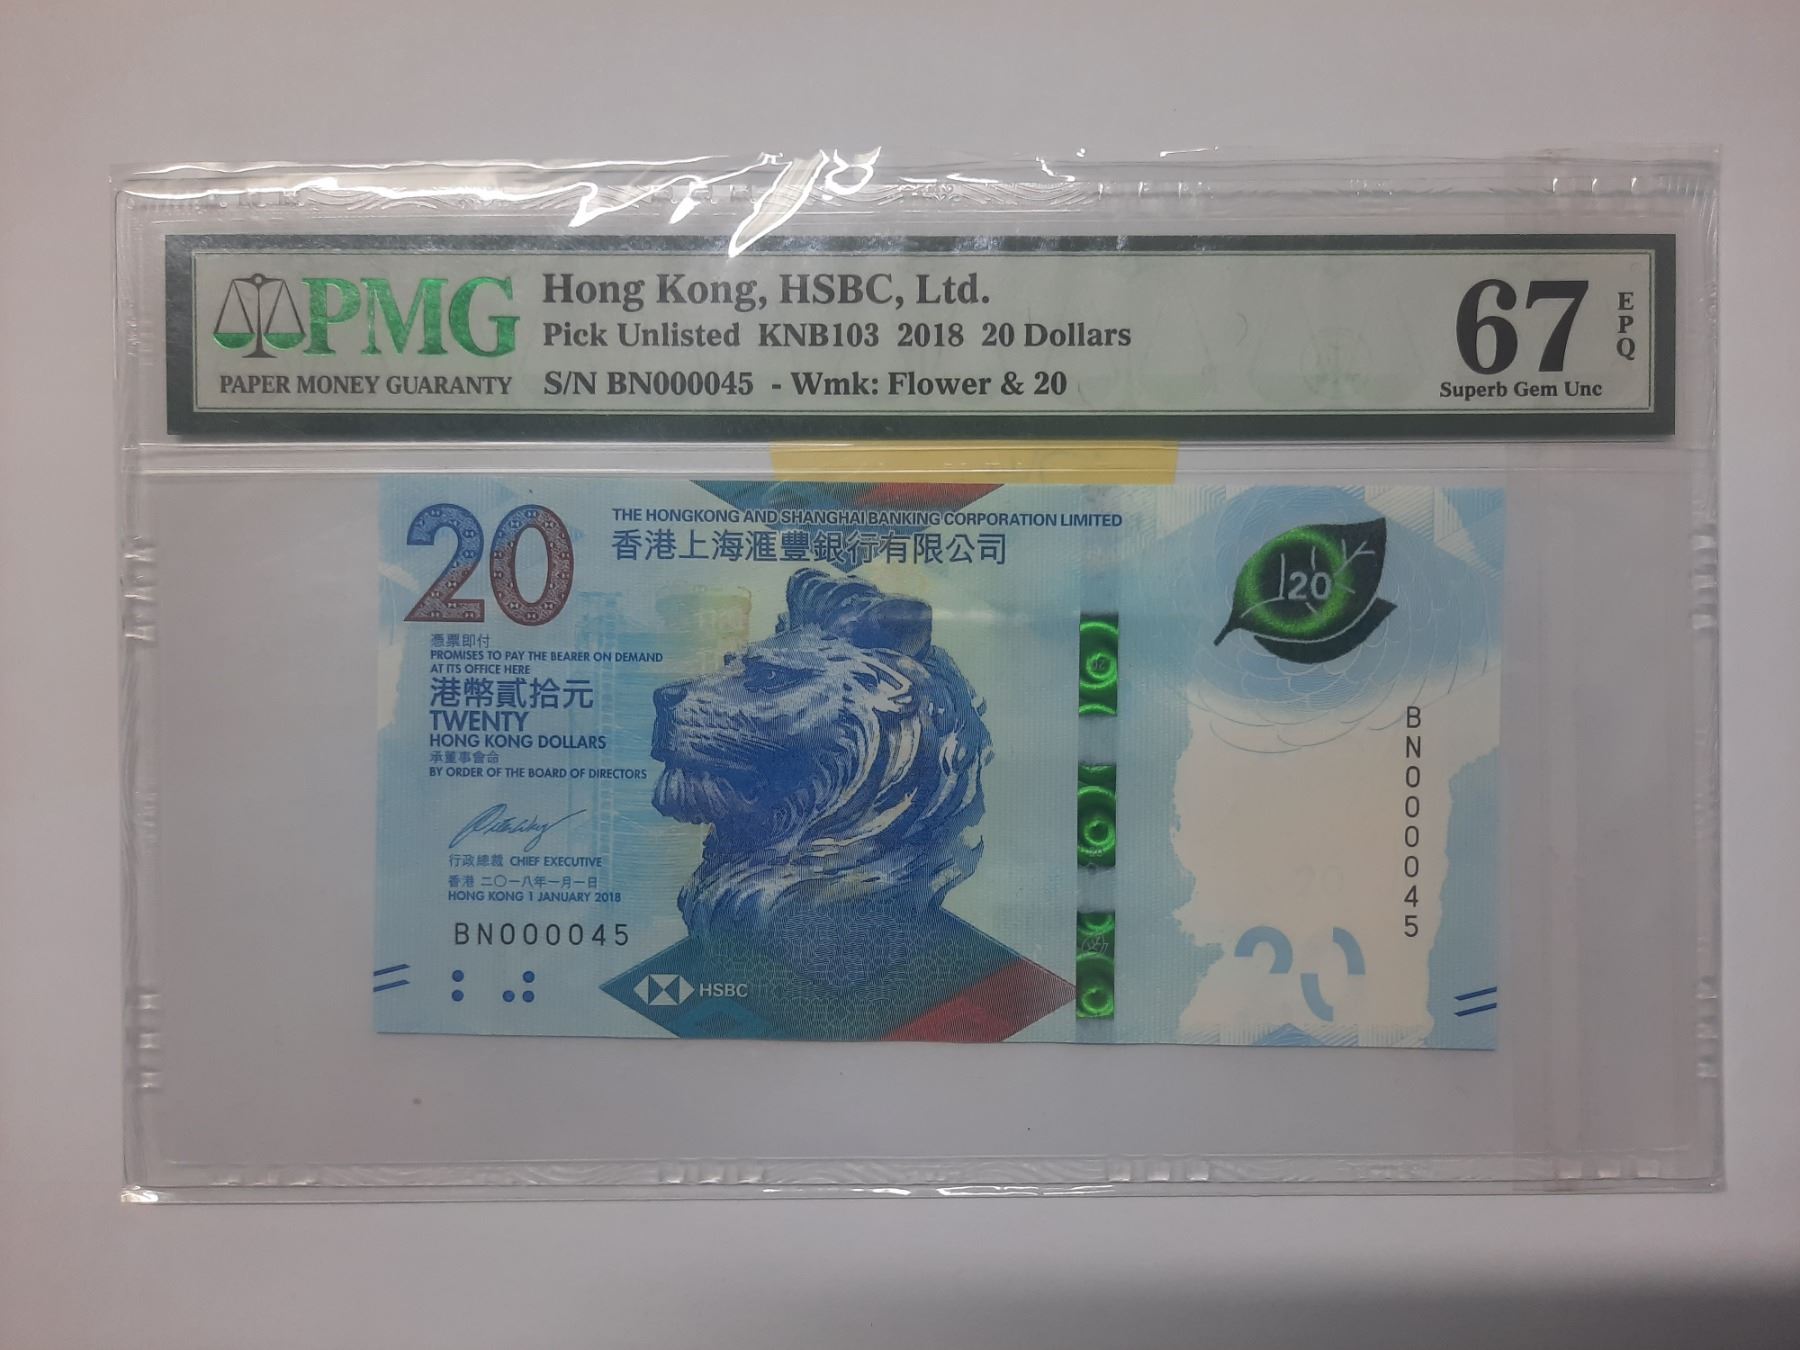 PMG
PAPER MONEY GUARANTY
Hong Kong, HSBC, Ltd.
Pick Unlisted KNB103 2018 20 Dollars
S/N BN000045 - Wmk: Flower & 20
67
EPQ
Superb Gem Unc
20
THE HONGKONG AND SHANGHAI BANKING CORPORATION LIMITED
香港上海滙豐銀行有限公司
20
憑票即付
PROMISES TO PAY THE BEARER ON DEMAND
AT ITS OFFICE HERE
港幣貳拾元
TWENTY
HONG KONG DOLLARS
承董事會命
BY ORDER OF THE BOARD OF DIRECTORS
行政總裁 CHIEF EXECUTIVE
香港 二〇一八年一月一日
HONG KONG 1 JANUARY 2018
BN000045
HSBC
BN000045
20
20